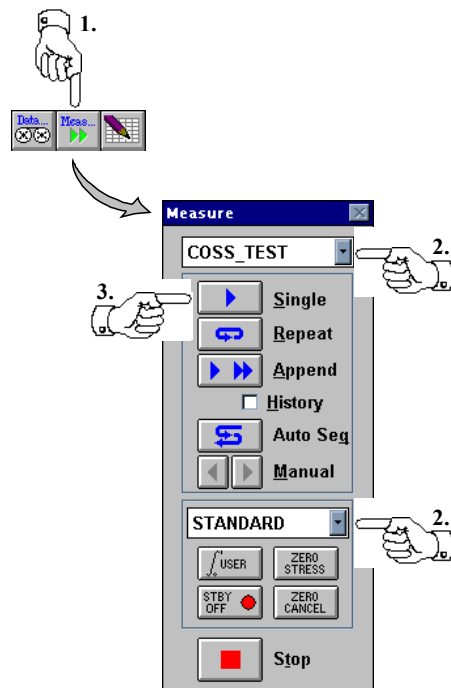 1.
Data... Meas...
Measure
COSS_TEST
2.
3.
Single
Repeat
Append
History
Auto Seq
Manual
STANDARD
2.
USER
ZERO
STRESS
STBY
OFF
ZERO
CANCEL
Stop